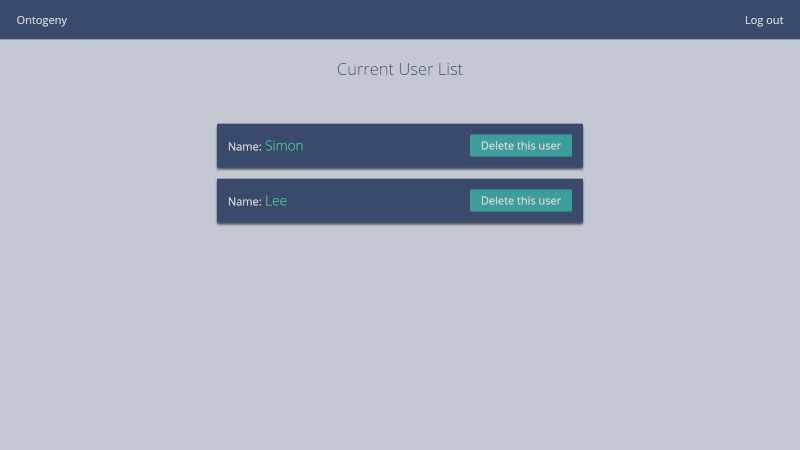 Ontogeny
Log out
Current User List
Name: Simon
Delete this user
Name: Lee
Delete this user